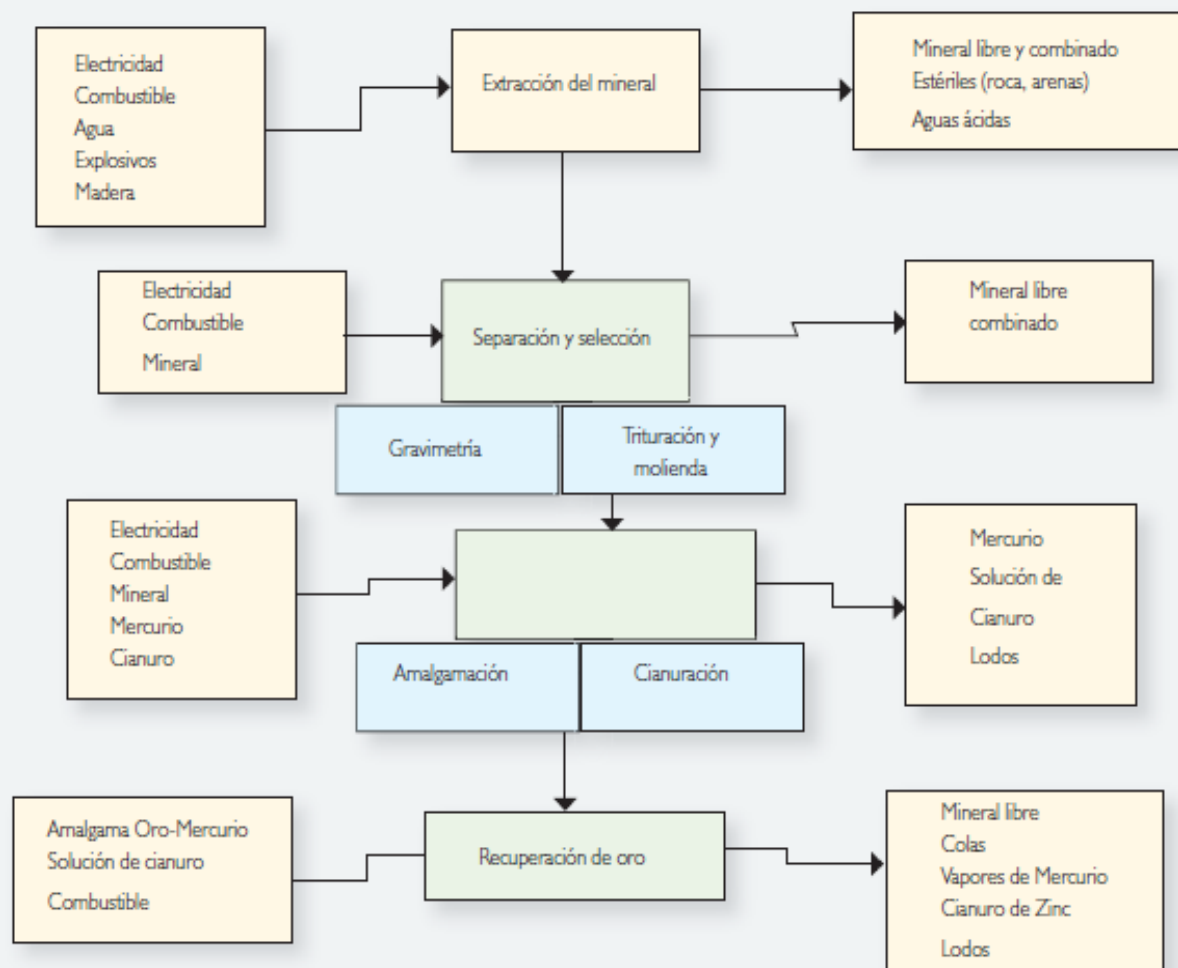 Electricidad
Combustible
Agua
Explosivos
Madera
Extracción del mineral
Mineral libre y combinado
Estériles (roca, arenas)
Aguas ácidas
Electricidad
Combustible
Mineral
Separación y selección
Mineral libre
combinado
Gravimetría
Trituración y
molienda
Electricidad
Combustible
Mineral
Mercurio
Cianuro
Mercurio
Solución de
Cianuro
Lodos
Amalgamación
Cianuración
Amalgama Oro-Mercurio
Solución de cianuro
Combustible
Recuperación de oro
Mineral libre
Colas
Vapores de Mercurio
Cianuro de Zinc
Lodos